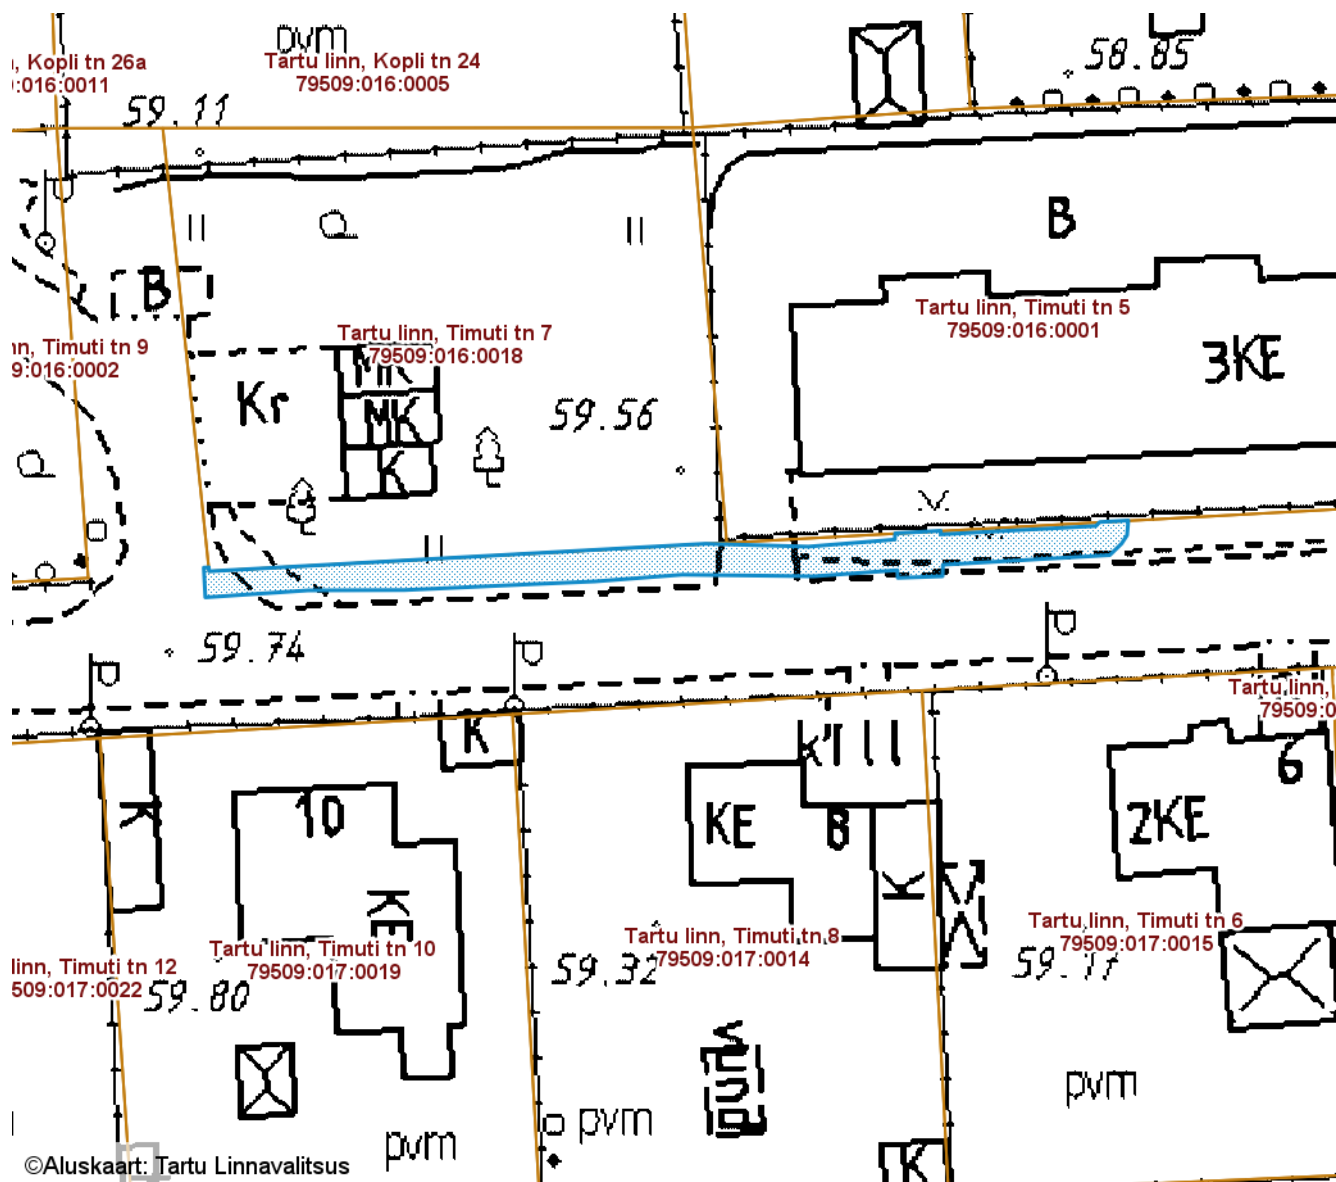 pvm
, Kopli tn 26a
:016:0011
Tartu linn, Kopli tn 24
79509:016:0005
58.85
59.11
B
B
Tartu linn, Timuti tn 5
79509:016:0001
nn, Timuti tn 9
9:016:0002
Tartu linn, Timuti tn 7
79509:016:0018
MK
3KE
Kr
MK
59.56
K
59.74
Tartu linn,
79509:0
K
K
10
KE
B
2KE
6
K
KE
Tartu linn, Timuti tn 6
79509:017:0015
Tartu linn, Timuti tn 8
79509:017:0014
Tartu linn, Timuti tn 10
79509:017:0019
linn, Timuti tn 12
509:017:0022
59.32
59.17
59.80
pvm
pvm
pvm
K
©Aluskaart: Tartu Linnavalitsus